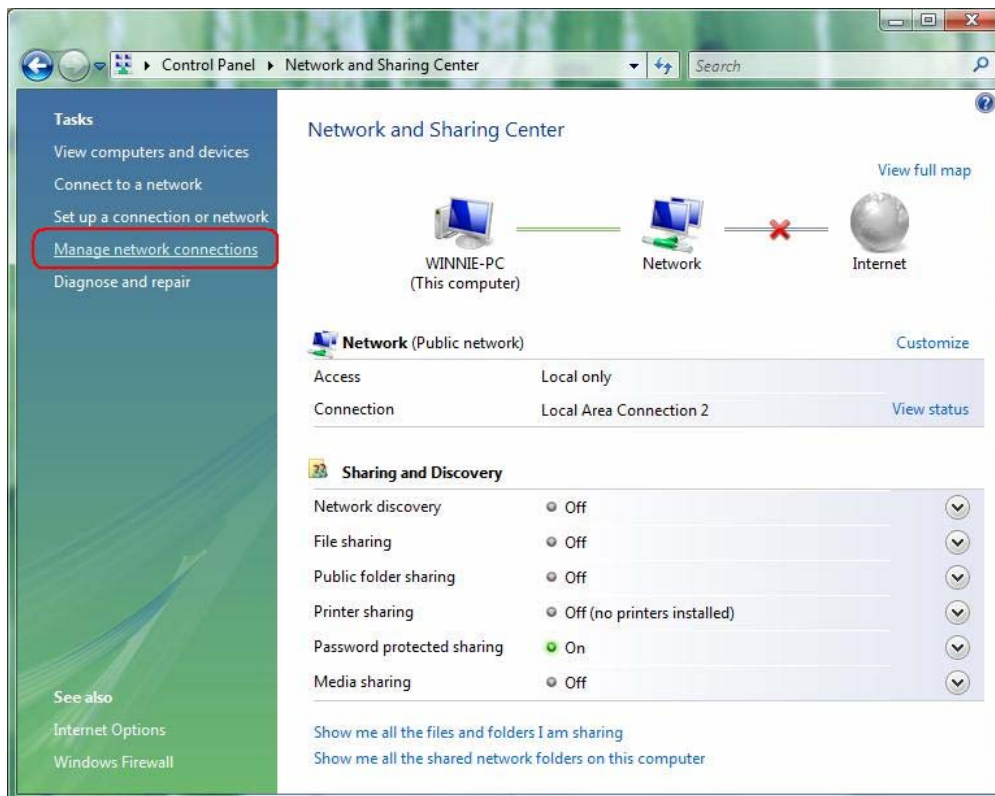 Control Panel
Network and Sharing Center
Search
Tasks
View computers and devices
Connect to a network
Set up a connection or network
Manage network connections
Diagnose and repair
See also
Internet Options
Windows Firewall
Network and Sharing Center
View full map
WINNIE-PC
(This computer)
Network
Internet
Network (Public network)
Customize
Access
Local only
Connection
Local Area Connection 2
View status
Sharing and Discovery
Network discovery
Off
File sharing
Off
Public folder sharing
Off
Printer sharing
Off (no printers installed)
Password protected sharing
On
Media sharing
Off
Show me all the files and folders I am sharing
Show me all the shared network folders on this computer